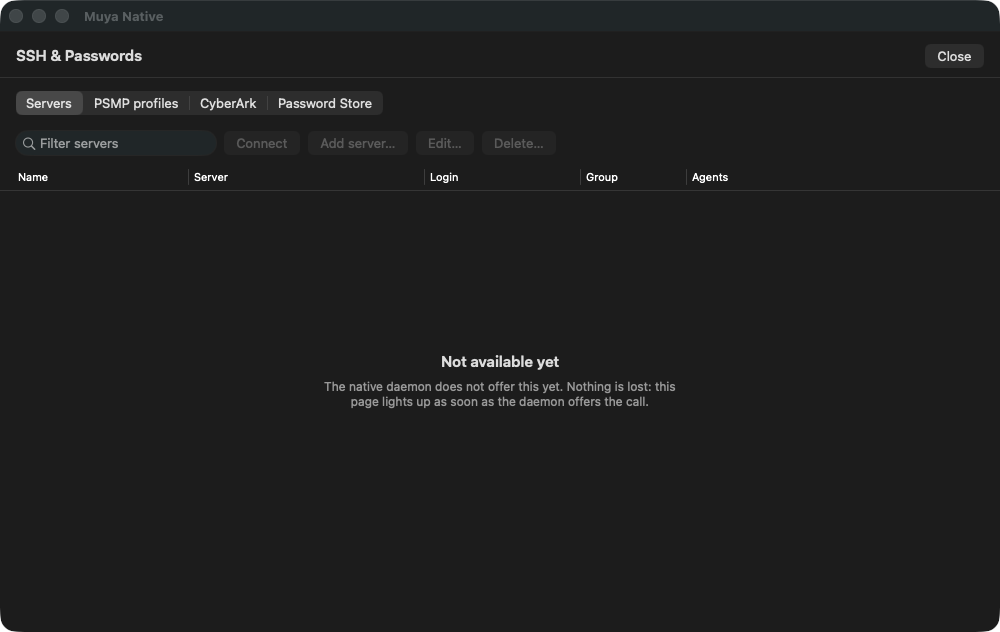 Muya Native
SSH & Passwords
Close
Servers
PSMP profiles
CyberArk
Password Store
Filter servers
Connect
Add server...
Edit...
Delete...
Name
Server
Login
Group
Agents
Not available yet
The native daemon does not offer this yet. Nothing is lost: this
page lights up as soon as the daemon offers the call.